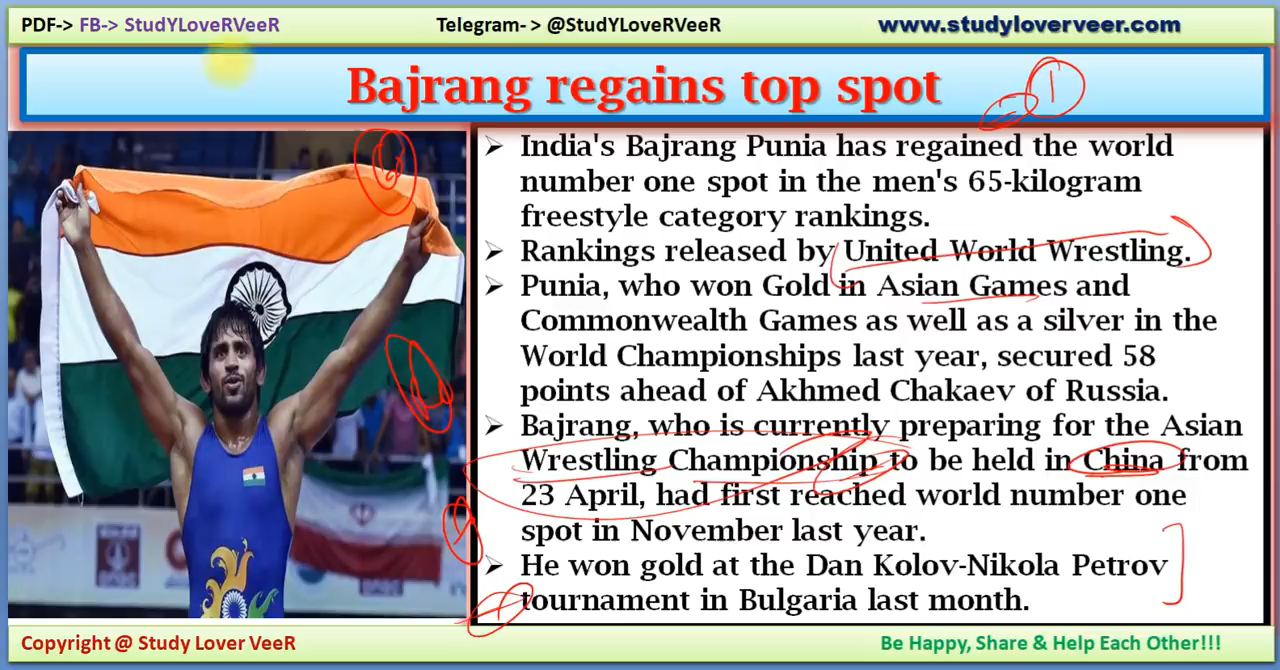 PDF-> FB-> StudYLoveRVeeR
Telegram- > @StudYLoveRVeeR
www.studyloverveer.com
Bajrang regains top spot
➢ India's Bajrang Punia has regained the world
number one spot in the men's 65-kilogram
freestyle category rankings.
➢ Rankings released by United World Wrestling.
➢ Punia, who won Gold in Asian Games and
Commonwealth Games as well as a silver in the
World Championships last year, secured 58
points ahead of Akhmed Chakaev of Russia.
➢ Bajrang, who is currently preparing for the Asian
Wrestling Championship to be held in China from
23 April, had first reached world number one
spot in November last year.
➢ He won gold at the Dan Kolov-Nikola Petrov
tournament in Bulgaria last month.
Copyright @ Study Lover VeeR
Be Happy, Share & Help Each Other!!!